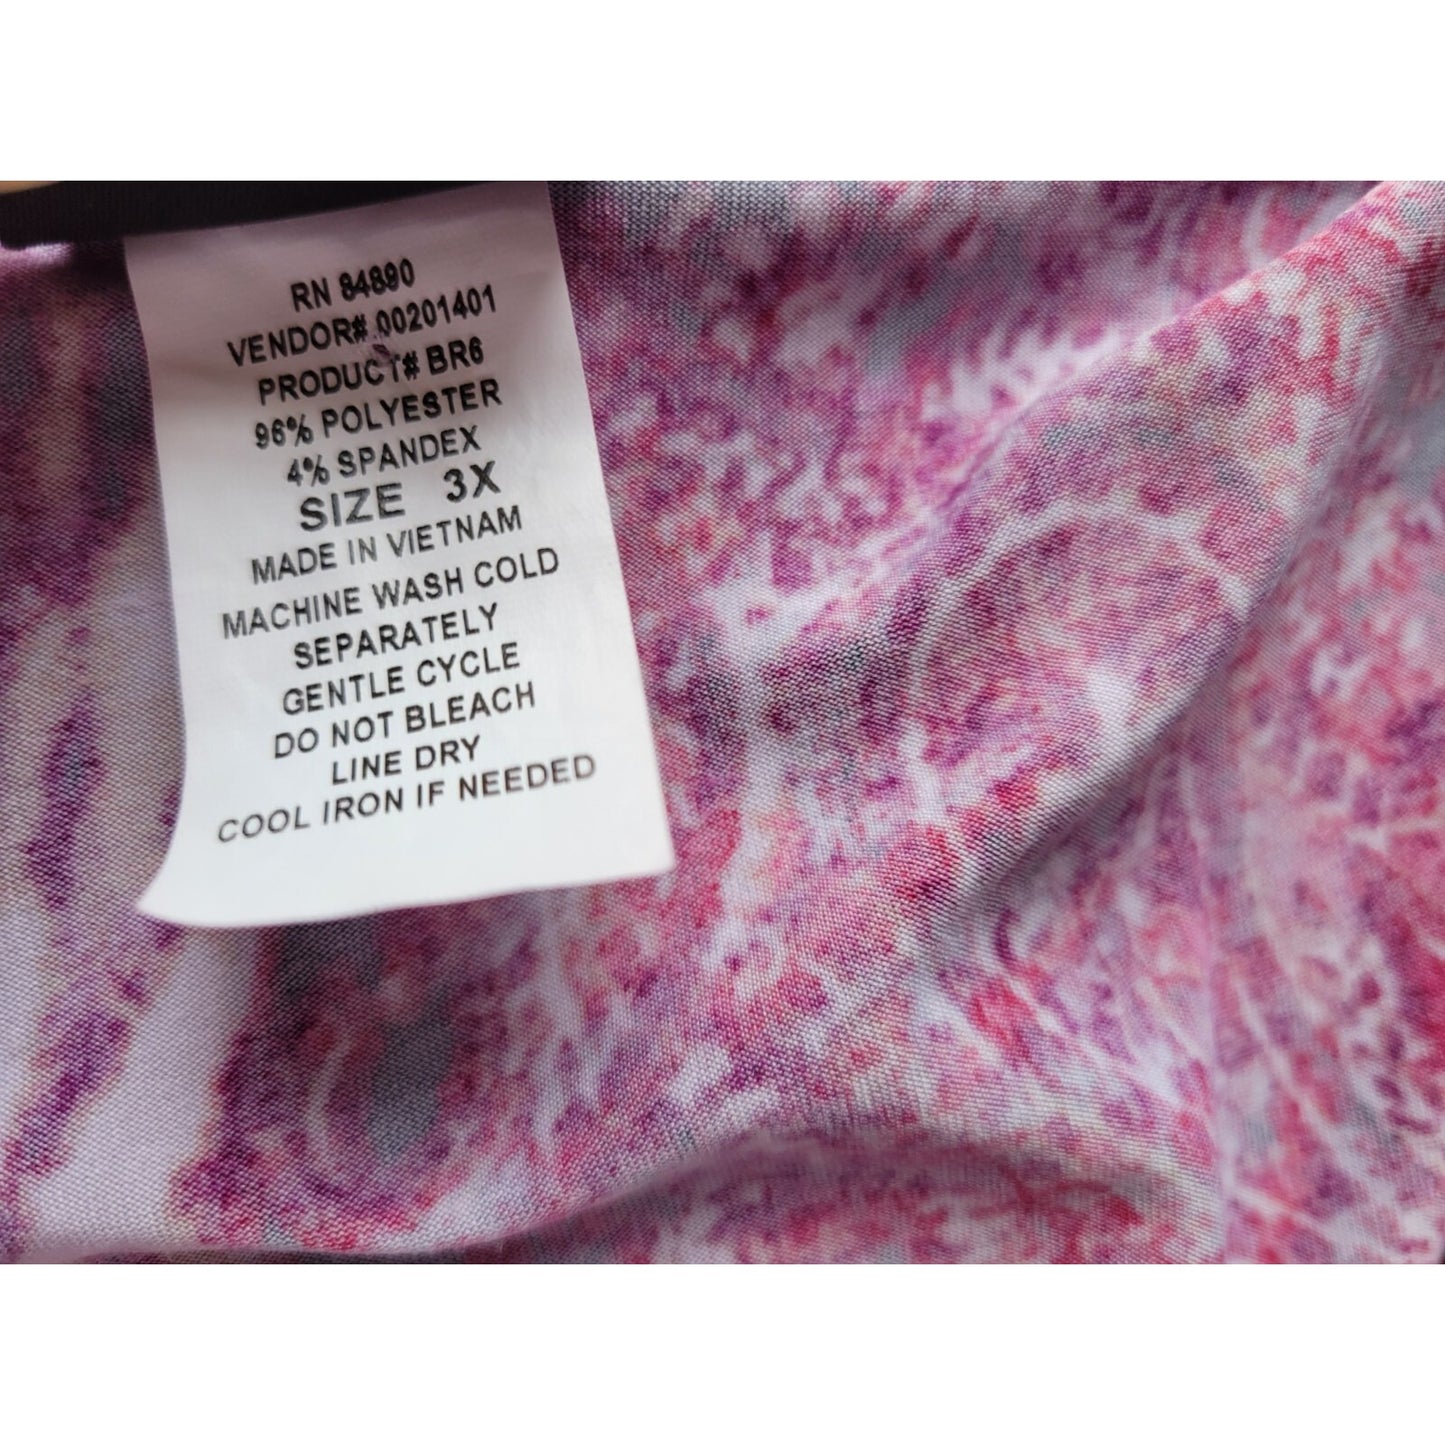 RN 84890
VENDOR# 00201401
PRODUCT# BR6
96% POLYESTER
4% SPANDEX
SIZE 3X
MADE IN VIETNAM
MACHINE WASH COLD
SEPARATELY
GENTLE CYCLE
DO NOT BLEACH
LINE DRY
COOL IRON IF NEEDED